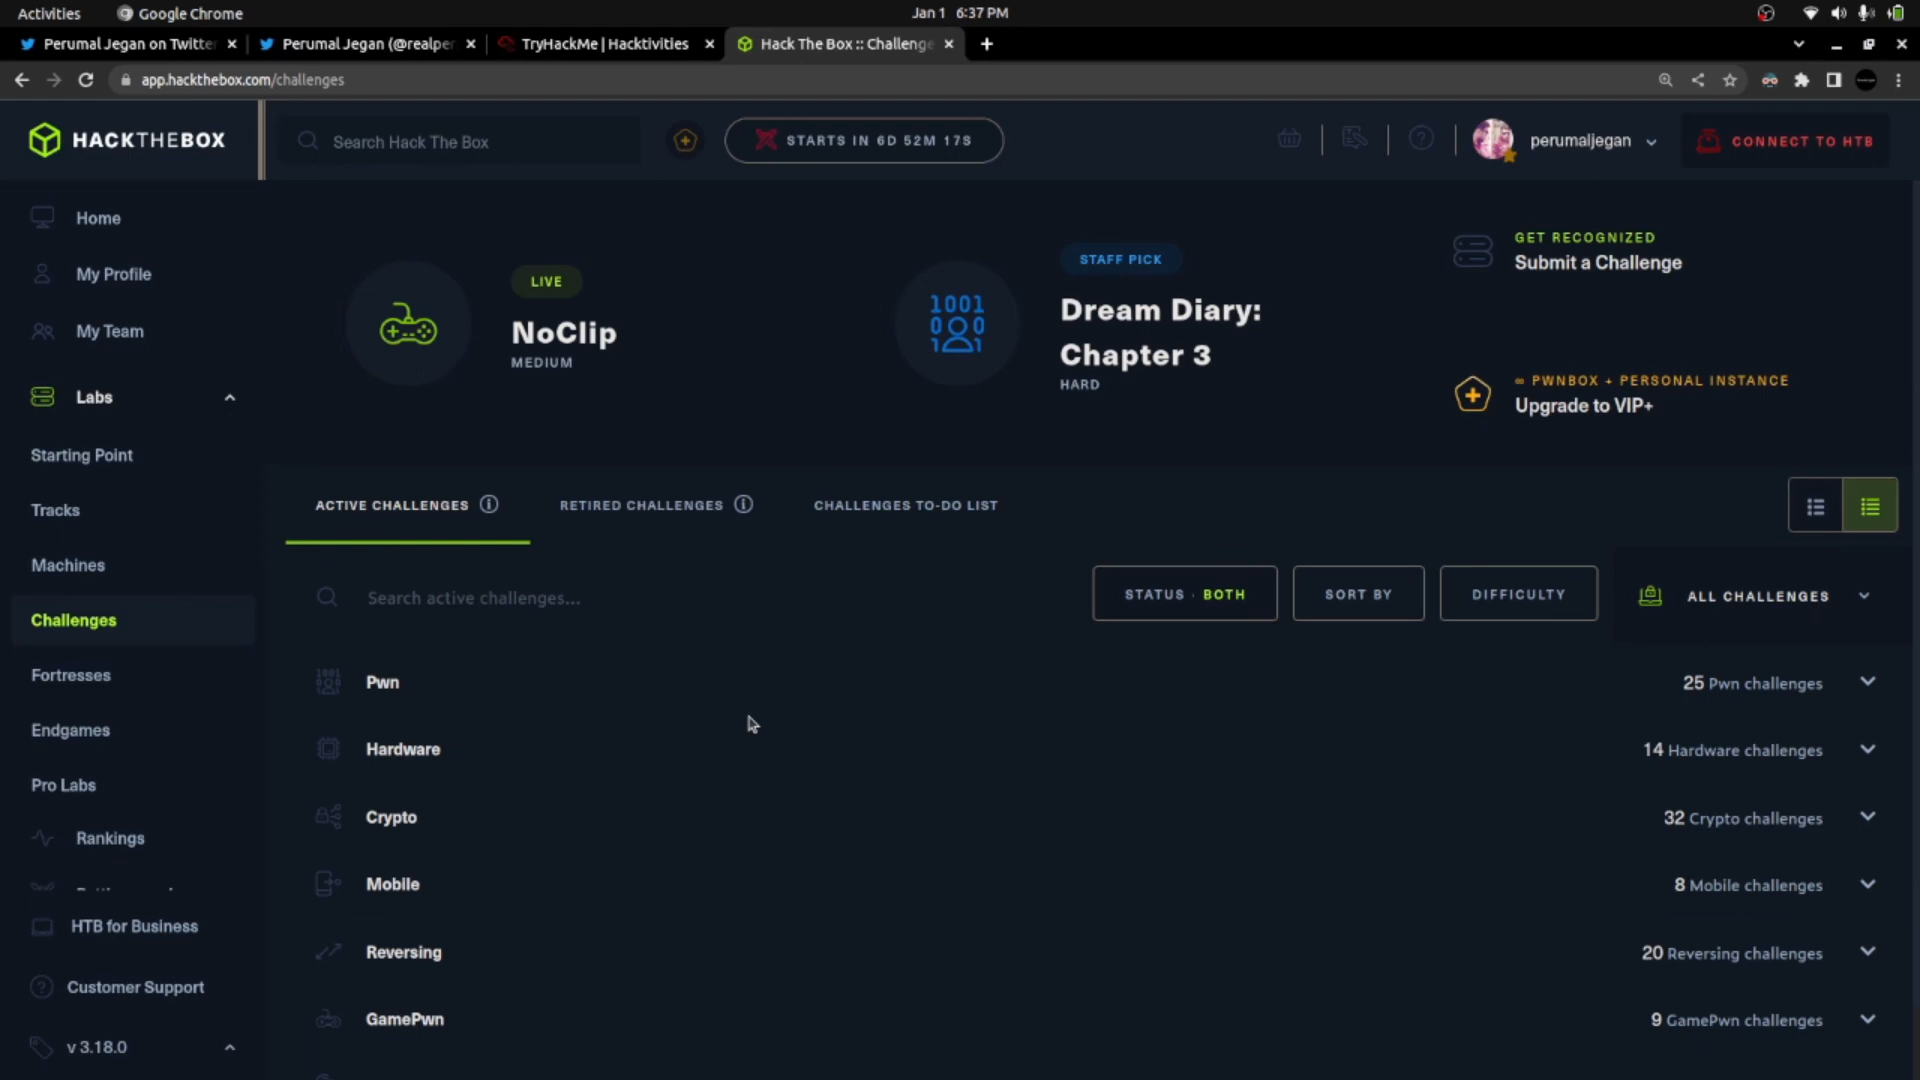 Activities
Google Chrome
Jan 1 6:37 PM
Perumal Jegan on Twitter
Perumal Jegan (@realper
TryHackMe | Hacktivities
Hack The Box :: Challenge
app.hackthebox.com/challenges
HACKTHEBOX
Search Hack The Box
STARTS IN 6D 52M 17S
perumaljegan
CONNECT TO HTB
Home
My Profile
My Team
Labs
Starting Point
Tracks
Machines
Challenges
Fortresses
Endgames
Pro Labs
Rankings
HTB for Business
Customer Support
v 3.18.0
LIVE
NoClip
MEDIUM
1001
STAFF PICK
Dream Diary:
Chapter 3
HARD
GET RECOGNIZED
Submit a Challenge
∞ PWNBOX + PERSONAL INSTANCE
Upgrade to VIP+
ACTIVE CHALLENGES
RETIRED CHALLENGES
CHALLENGES TO-DO LIST
Search active challenges...
STATUS · BOTH
SORT BY
DIFFICULTY
ALL CHALLENGES
Pwn
25 Pwn challenges
Hardware
14 Hardware challenges
Crypto
32 Crypto challenges
Mobile
8 Mobile challenges
Reversing
20 Reversing challenges
GamePwn
9 GamePwn challenges